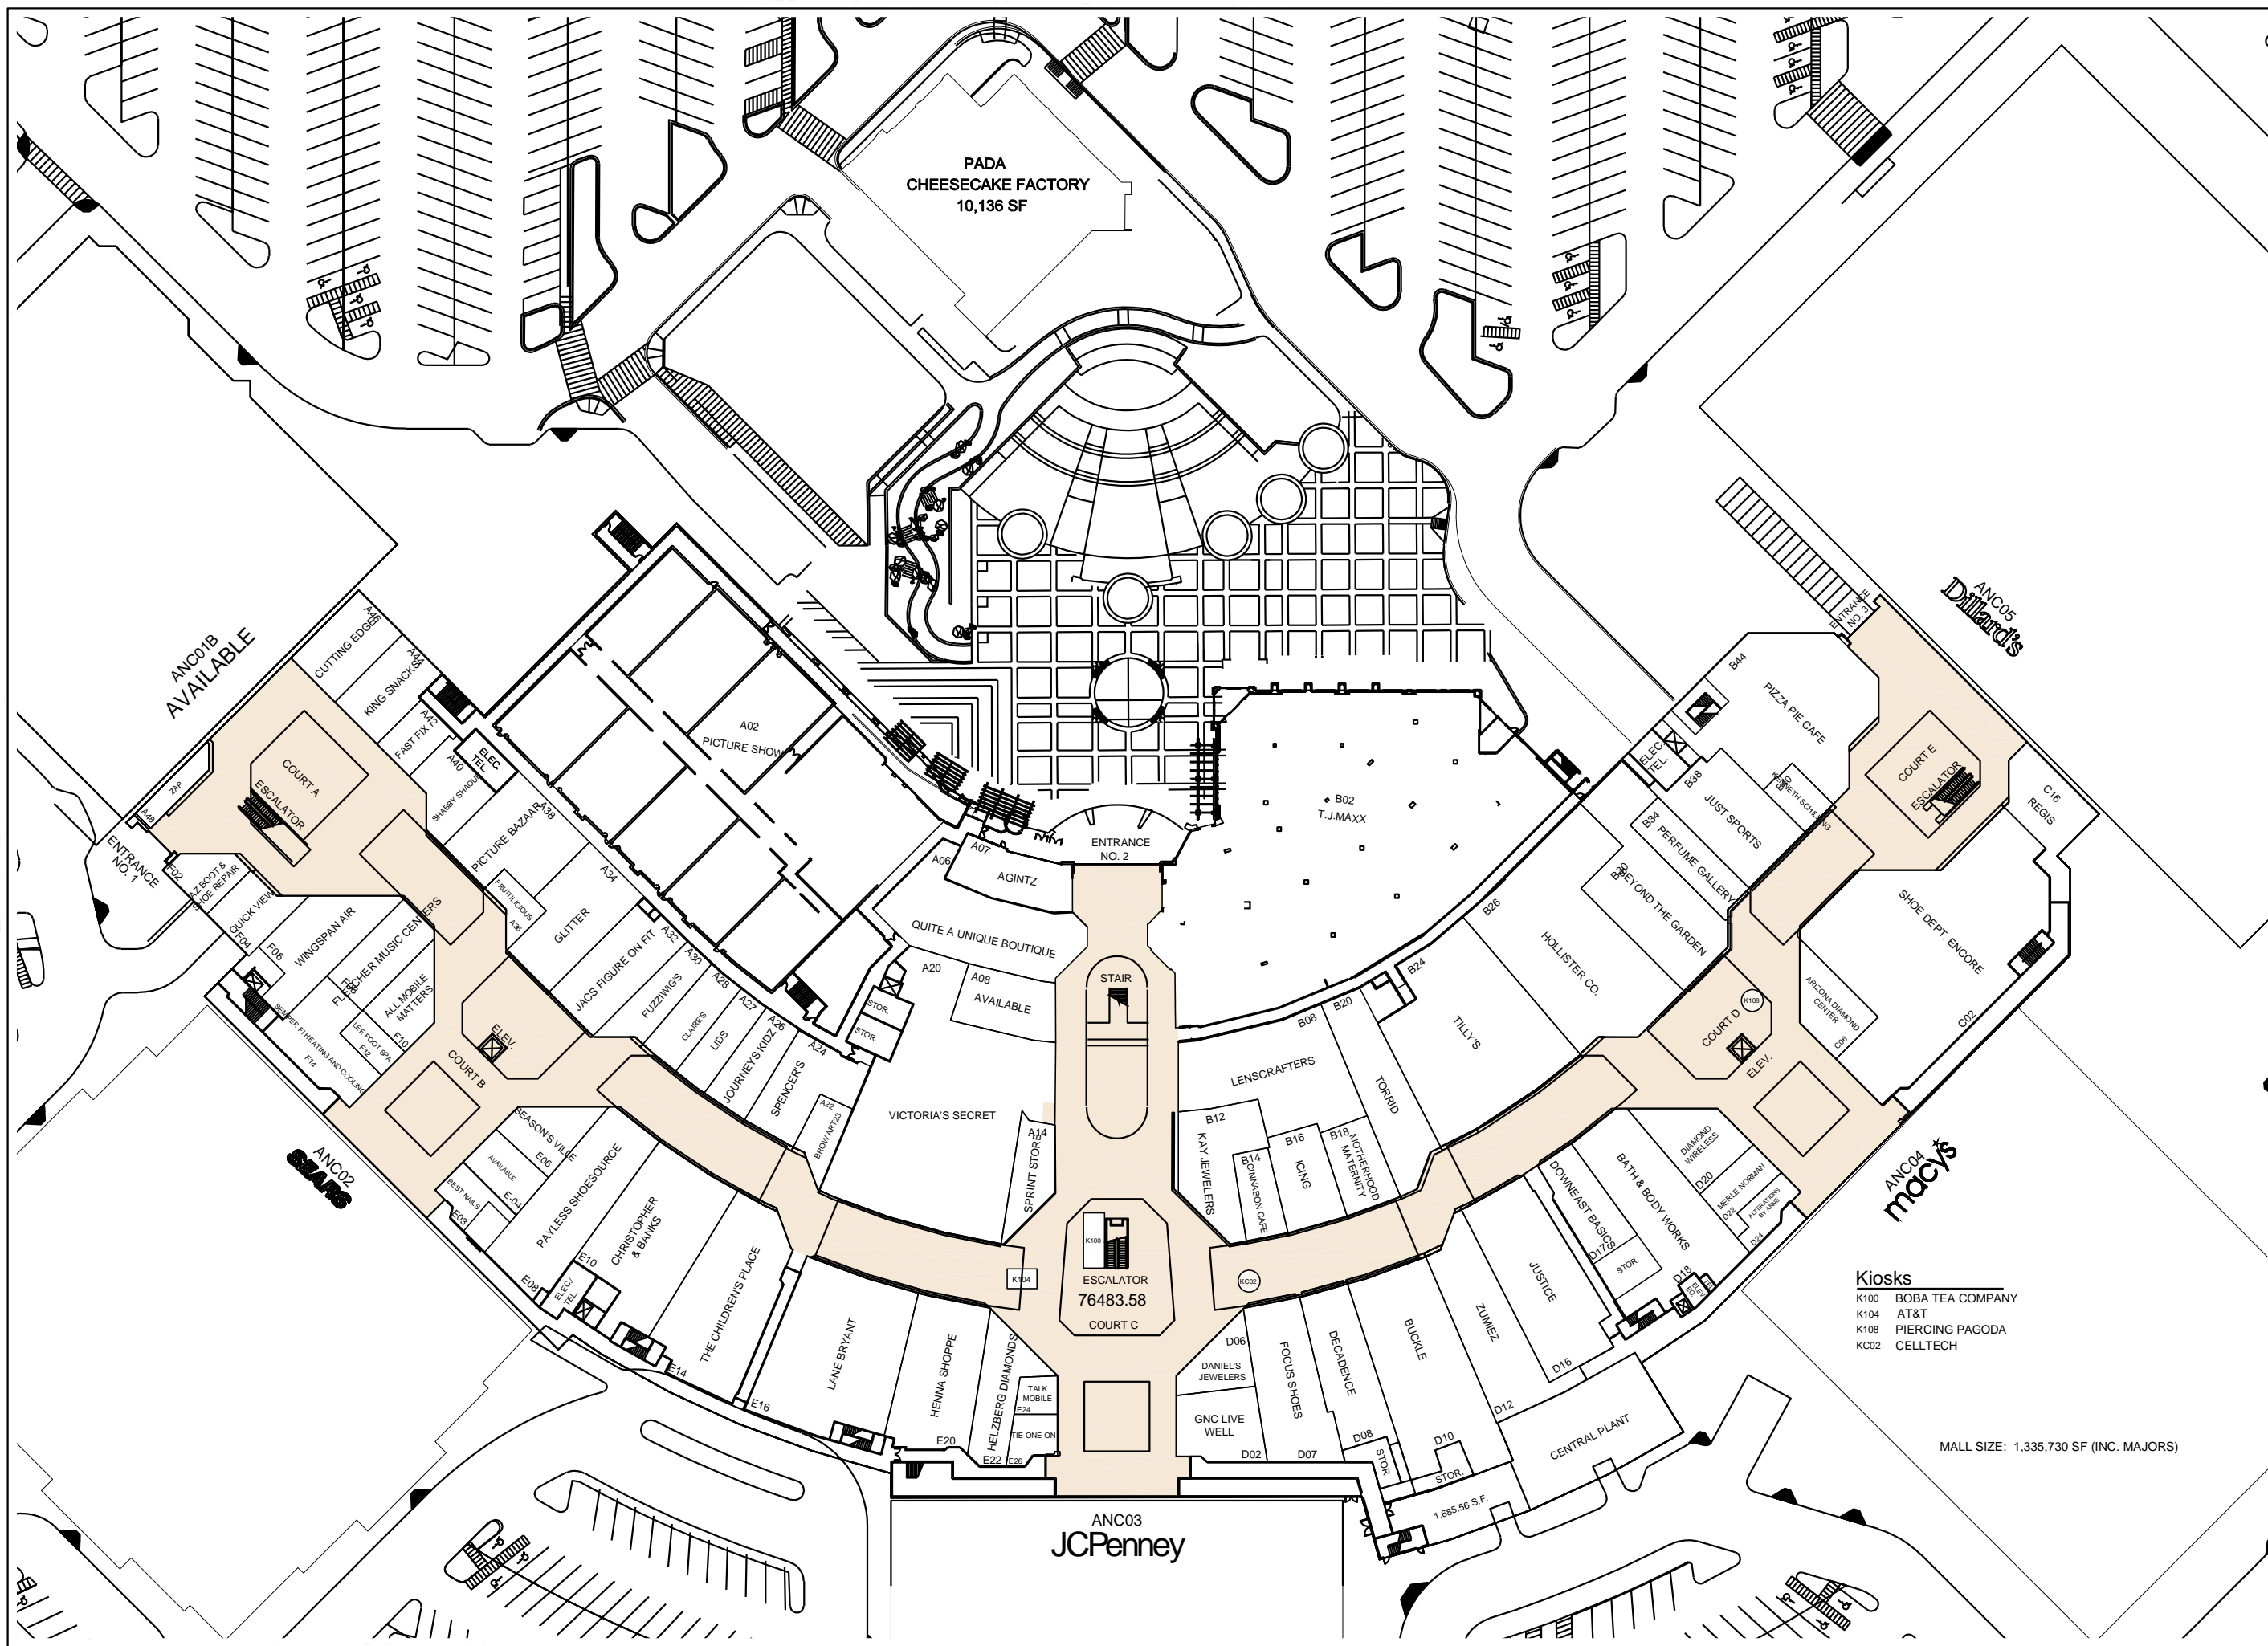 PADA
CHEESECAKE FACTORY
10,136 SF
ANC01B
AVAILABLE
A46
CUTTING EDGES
A44
KING SNACKS
A42
FAST FIX
ELEC.
TEL.
A40
SHABBY SHAQUE
A38
PICTURE BAZAAR
A36
FRUITILICIOUS
A34
GLITTER
A32
JACS FIGURE ON FIT
A30
FUZZIWIGS
A28
CLAIRE'S
A27
LIDS
A26
JOURNEYS KIDZ
A24
SPENCER'S
A22
BROW ART23
A02
PICTURE SHOW
A06
A07
AGINTZ
QUITE A UNIQUE BOUTIQUE
A20
A08
AVAILABLE
STOR.
STOR.
VICTORIA'S SECRET
A14
SPRINT STORE
ENTRANCE
NO. 2
STAIR
COURT A
ESCALATOR
ZAP
A48
ENTRANCE
NO. 1
F02
AZ BOOT &
SHOE REPAIR
QUICK VIEW
F04
F06
WINGSPAN AIR
FLETCHER MUSIC CENTERS
F08
ALL MOBILE
MATTERS
F10
LEE FOOT SPA
F12
SEMPER FI HEATING AND COOLING
F14
ELEV.
COURT B
ANC02
SEARS
SEASON'S VILLE
E06
AVAILABLE
E-04
BEST NAILS
E03
PAYLESS SHOESOURCE
E08
CHRISTOPHER
& BANKS
E10
ELEC./
TEL.
THE CHILDREN'S PLACE
E14
LANE BRYANT
E16
HENNA SHOPPE
E20
HELZBERG DIAMONDS
E22
TALK
MOBILE
E24
TIE ONE ON
E26
K104
K100
ESCALATOR
76483.58
COURT C
KC02
ANC03
JCPenney
B02
T.J.MAXX
B08
LENSCRAFTERS
B12
KAY JEWELERS
B14
CINNABON CAFE
B16
ICING
B18
MOTHERHOOD
MATERNITY
B20
TORRID
B24
TILLY'S
B26
HOLLISTER CO.
B30
BEYOND THE GARDEN
B34
PERFUME GALLERY
B38
JUST SPORTS
B40
KENNETH SCHILLING
ELEC.
TEL.
B44
PIZZA PIE CAFE
ENTRANCE
NO. 3
ANC05
Dillard's
COURT E
ESCALATOR
C16
REGIS
SHOE DEPT. ENCORE
C02
ARIZONA DIAMOND
CENTER
C06
K108
COURT D
ELEV.
ANC04
macy's
DIAMOND
WIRELESS
D20
MERLE NORMAN
D22
ALTERATIONS
BY ANNE
D24
BATH & BODY WORKS
D18
DOWNEAST BASICS
D17
STOR.
JUSTICE
D16
ZUMIEZ
D12
BUCKLE
D10
STOR.
DECADENCE
D08
STOR.
FOCUS SHOES
D07
D06
DANIEL'S
JEWELERS
GNC LIVE
WELL
D02
CENTRAL PLANT
1,685.56 S.F.
Kiosks
K100 BOBA TEA COMPANY
K104 AT&T
K108 PIERCING PAGODA
KC02 CELLTECH
MALL SIZE: 1,335,730 SF (INC. MAJORS)